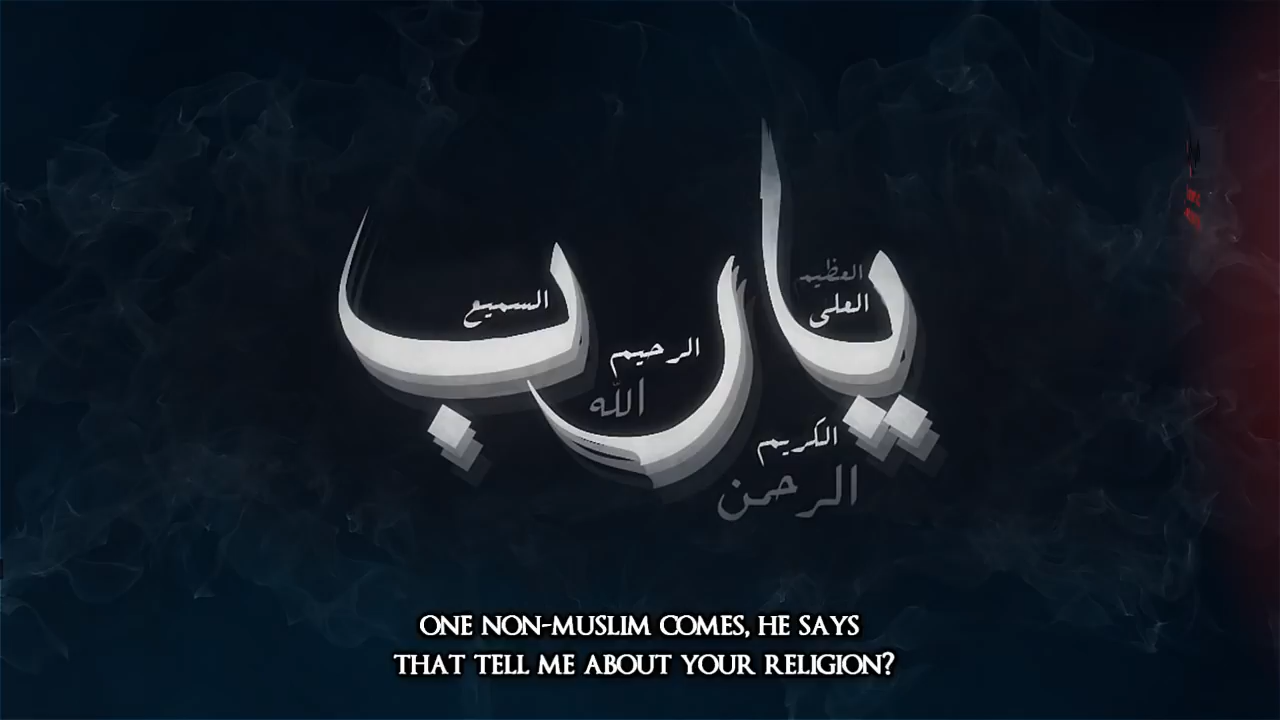 يارب
العظيم
العلى
السميع
الرحيم
الله
الكريم
الرحمن
ONE NON-MUSLIM COMES, HE SAYS
THAT TELL ME ABOUT YOUR RELIGION?